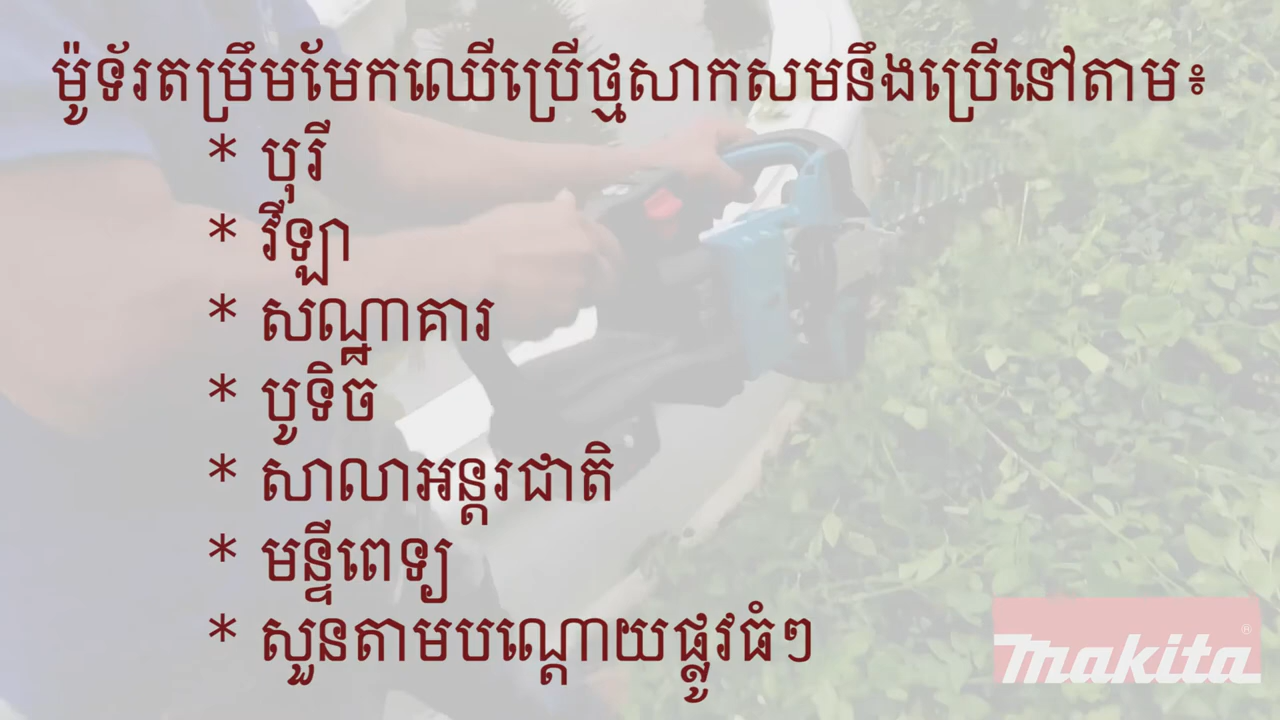 ម៉ូទ័រតម្រឹមមែកឈើប្រើថ្មសាកសមនឹងប្រើនៅតាម៖
* បុរី
* វីឡា
* សណ្ឋាគារ
* បូទិច
* សាលាអន្តរជាតិ
* មន្ទីពេទ្យ
* សួនតាមបណ្តោយផ្លូវធំៗ
makita®